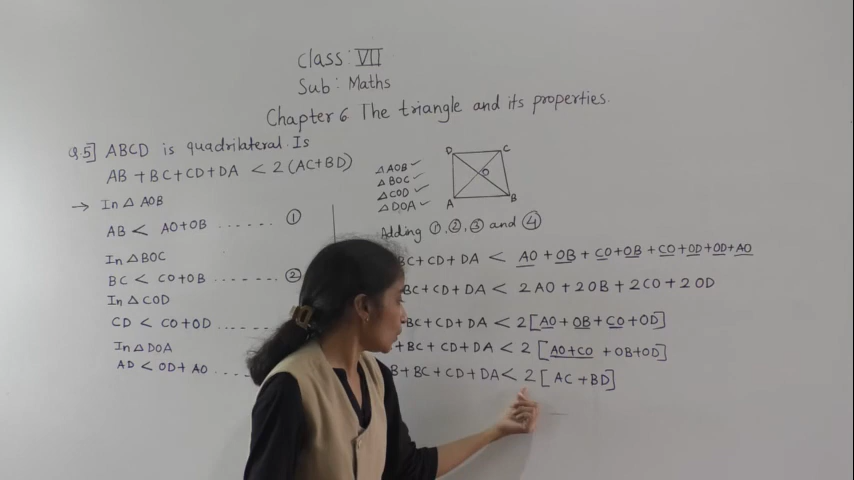 Class: VII
Sub: Maths
Chapter 6. The triangle and its properties.
Q.5] ABCD is quadrilateral. Is
AB + BC + CD + DA < 2 (AC+BD)
→ In △ AOB
AB < AO+OB ...... ①
In △ BOC
BC < CO+OB ........ ②
In △ COD
CD < CO+OD ......
In △ DOA
AD < OD+AO .....
△ AOB ✓
△ BOC ✓
△ COD ✓
△ DOA ✓
D C
O
A B
Adding ①, ②, ③ and ④
BC + CD + DA < AO + OB + CO + OB + CO + OD + OD + AO
BC + CD + DA < 2AO + 2OB + 2CO + 2OD
BC + CD + DA < 2 [AO + OB + CO + OD]
+ BC + CD + DA < 2 [AO + CO + OB + OD]
B + BC + CD + DA < 2 [AC + BD]